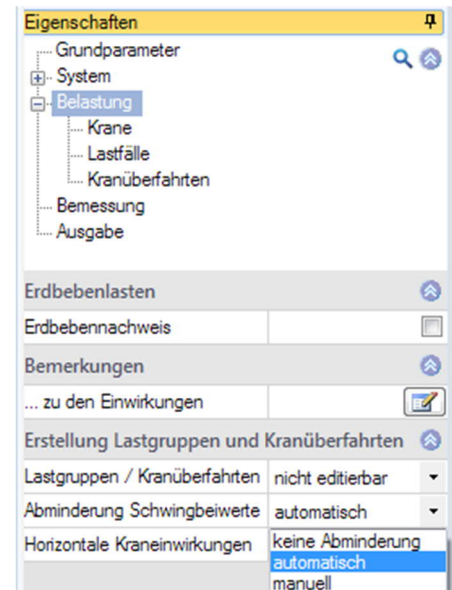 Eigenschaften
Grundparameter
System
Belastung
Krane
Lastfälle
Kranüberfahrten
Bemessung
Ausgabe
Erdbebenlasten
Erdbebennachweis
Bemerkungen
... zu den Einwirkungen
Erstellung Lastgruppen und Kranüberfahrten
Lastgruppen / Kranüberfahrten nicht editierbar
Abminderung Schwingbeiwerte automatisch
Horizontale Kraneinwirkungen keine Abminderung
automatisch
manuell